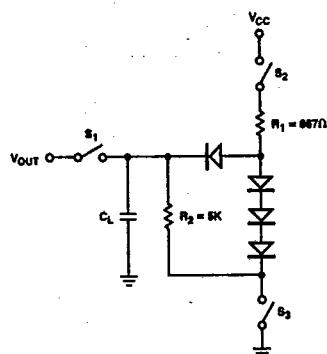 VCC
S2
R1 = 667Ω
S1
VOUT
CL
R2 = 5K
S3